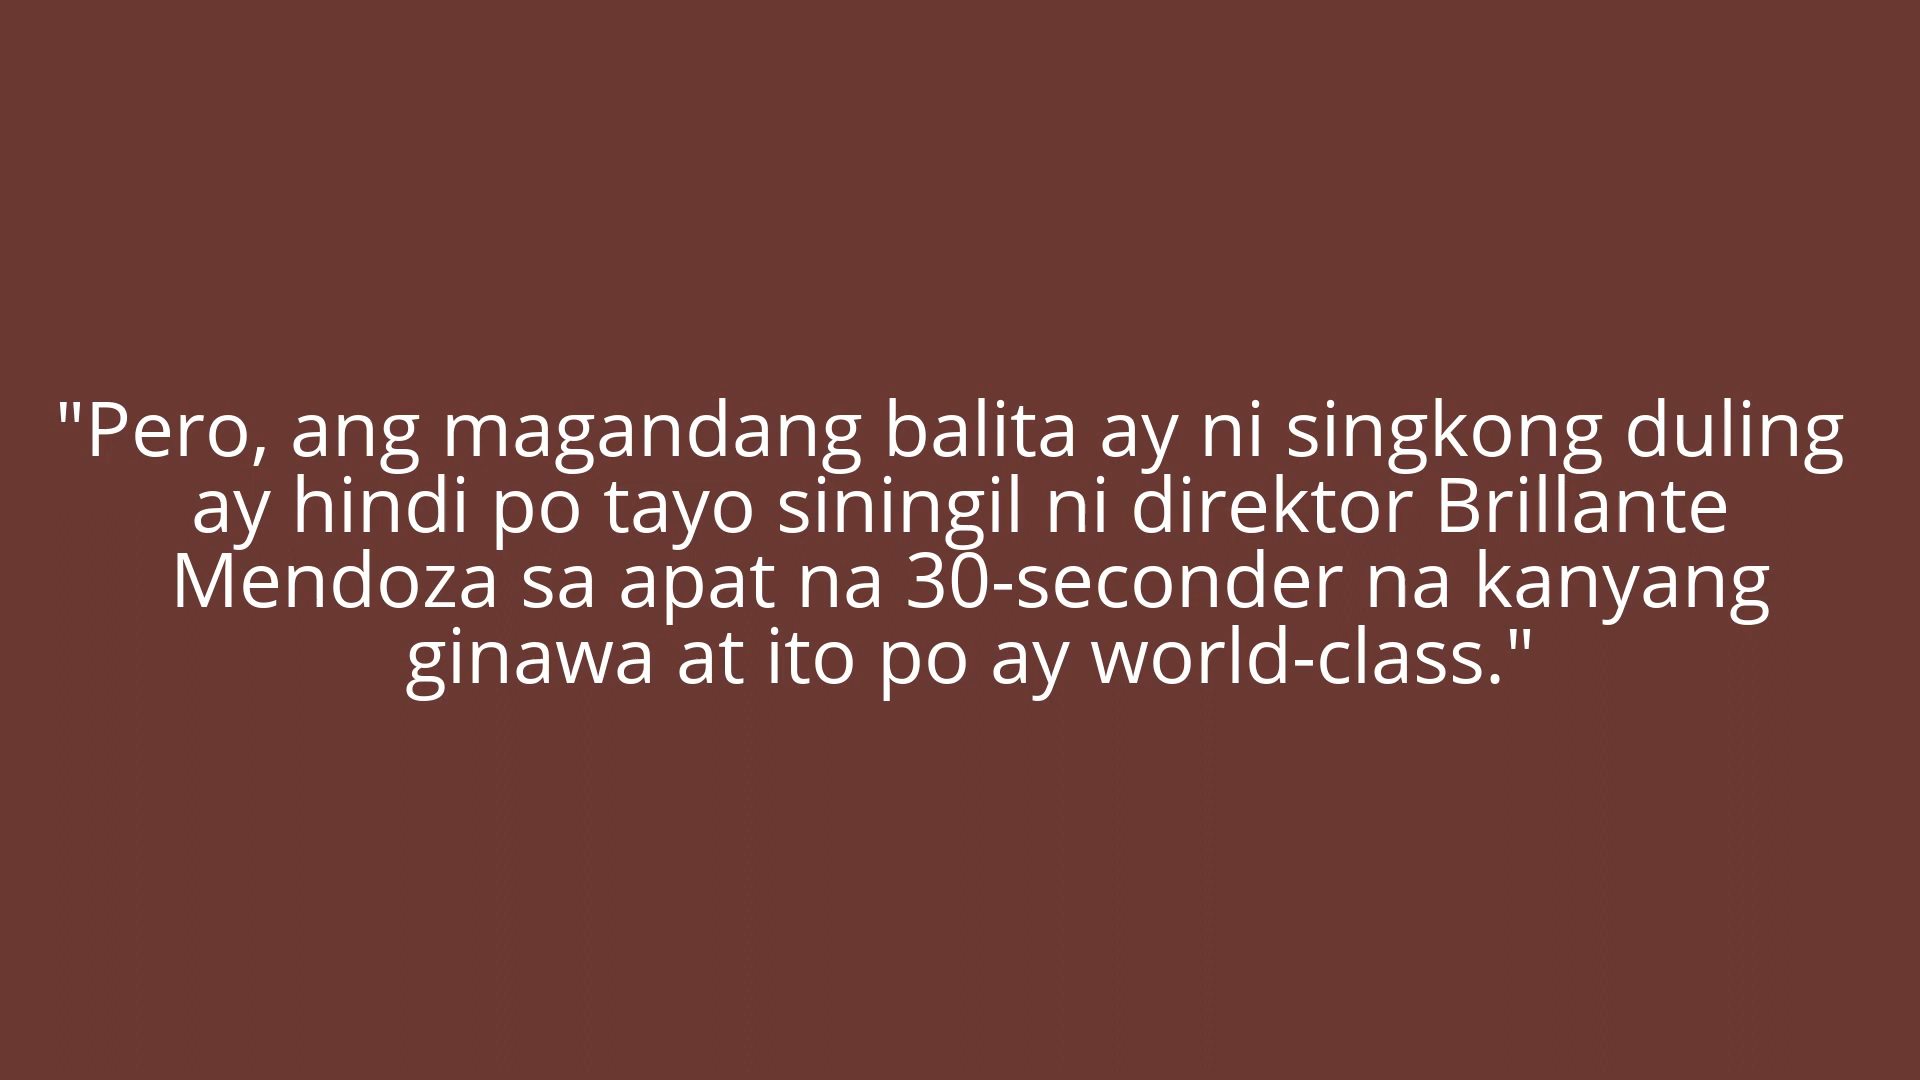 "Pero, ang magandang balita ay ni singkong duling
ay hindi po tayo siningil ni direktor Brillante
Mendoza sa apat na 30-seconder na kanyang
ginawa at ito po ay world-class."